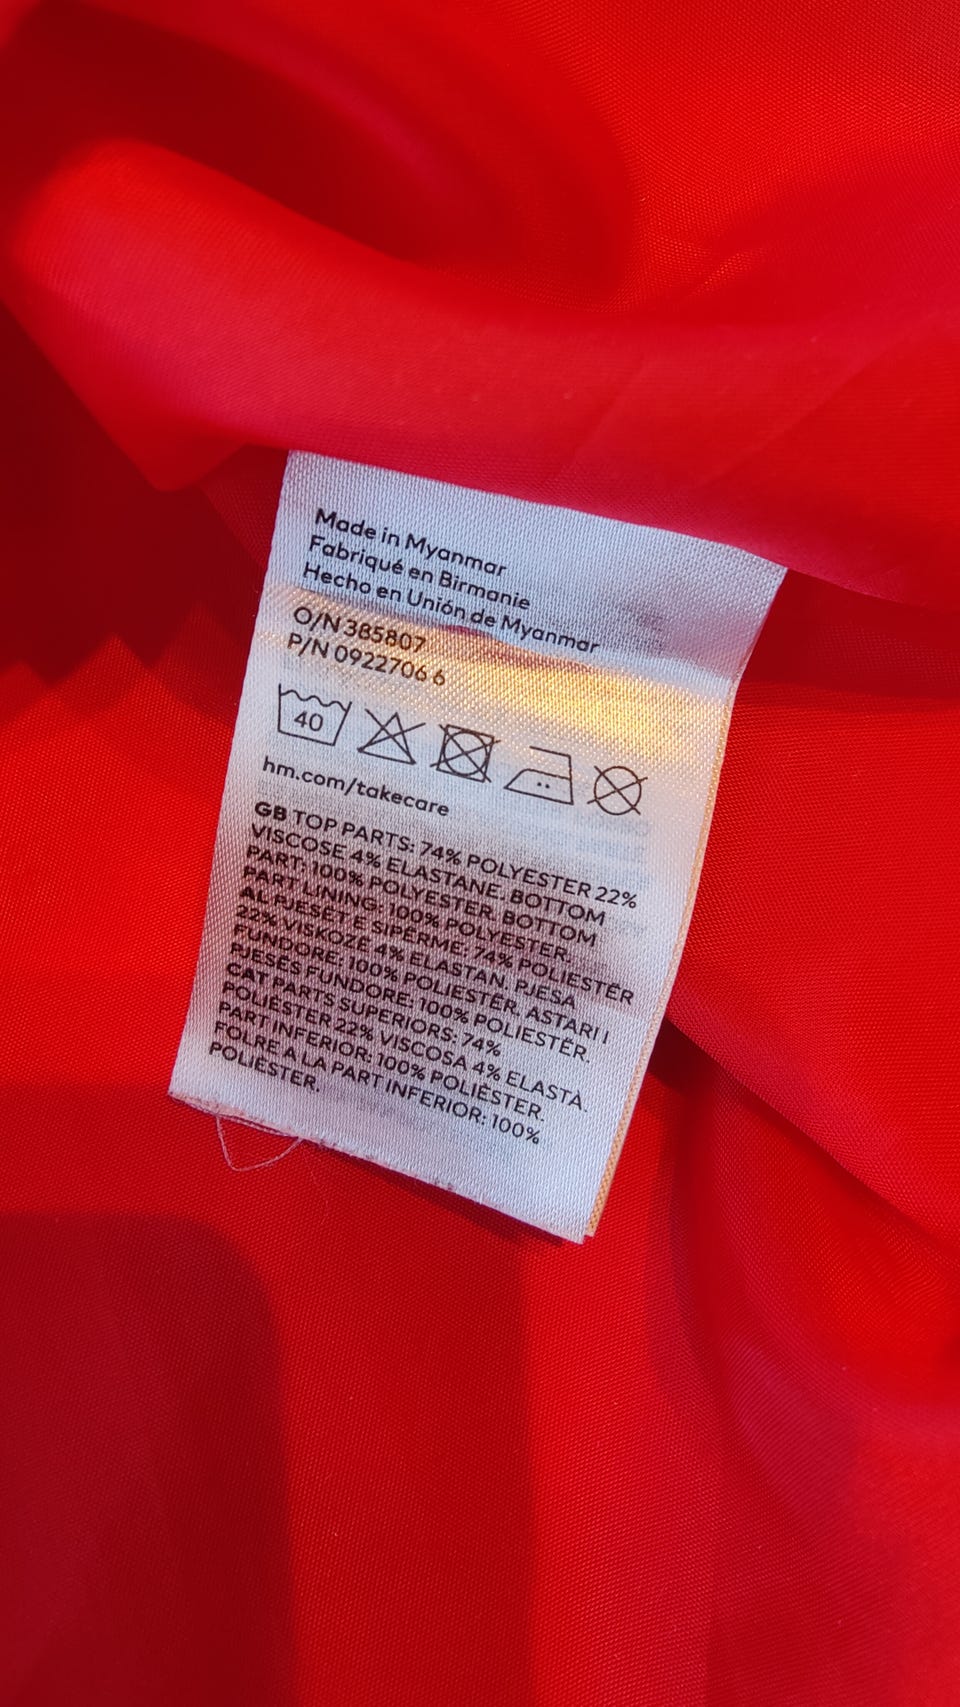 Made in Myanmar
Fabriqué en Birmanie
Hecho en Unión de Myanmar
O/N 385807
P/N 0922706 6
40
hm.com/takecare
GB TOP PARTS: 74% POLYESTER 22%
VISCOSE 4% ELASTANE. BOTTOM
PART: 100% POLYESTER. BOTTOM
PART LINING: 100% POLYESTER.
AL PJESËT E SIPËRME: 74% POLIESTËR
22% VISKOZË 4% ELASTAN. PJESA
FUNDORE: 100% POLIESTËR. ASTARI I
PJESËS FUNDORE: 100% POLIESTËR.
CAT PARTS SUPERIORS: 74%
POLIÈSTER 22% VISCOSA 4% ELASTA.
PART INFERIOR: 100% POLIÈSTER.
FOLRE A LA PART INFERIOR: 100%
POLIÈSTER.